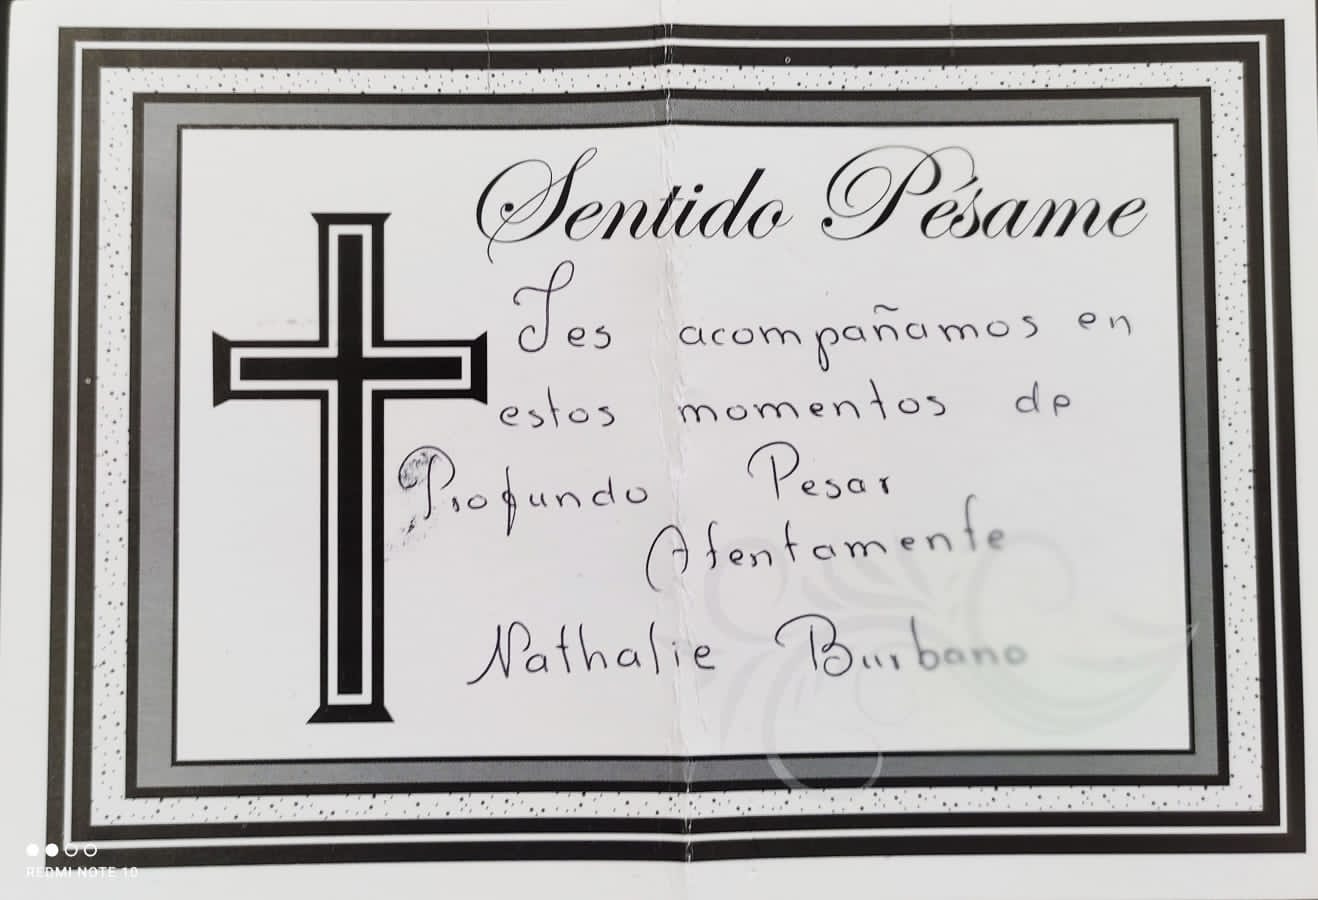 Sentido Pésame
Les acompañamos en
estos momentos de
Profundo Pesar
Atentamente
Nathalie Burbano
REDMI NOTE 10